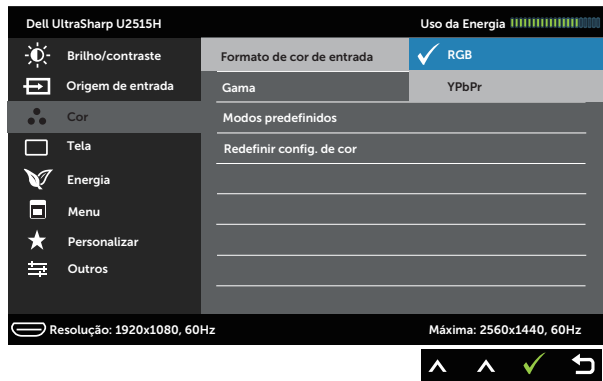 Dell UltraSharp U2515H
Uso da Energia
Brilho/contraste
Formato de cor de entrada
RGB
Origem de entrada
Gama
YPbPr
Cor
Modos predefinidos
Tela
Redefinir config. de cor
Energia
Menu
Personalizar
Outros
Resolução: 1920x1080, 60Hz
Máxima: 2560x1440, 60Hz